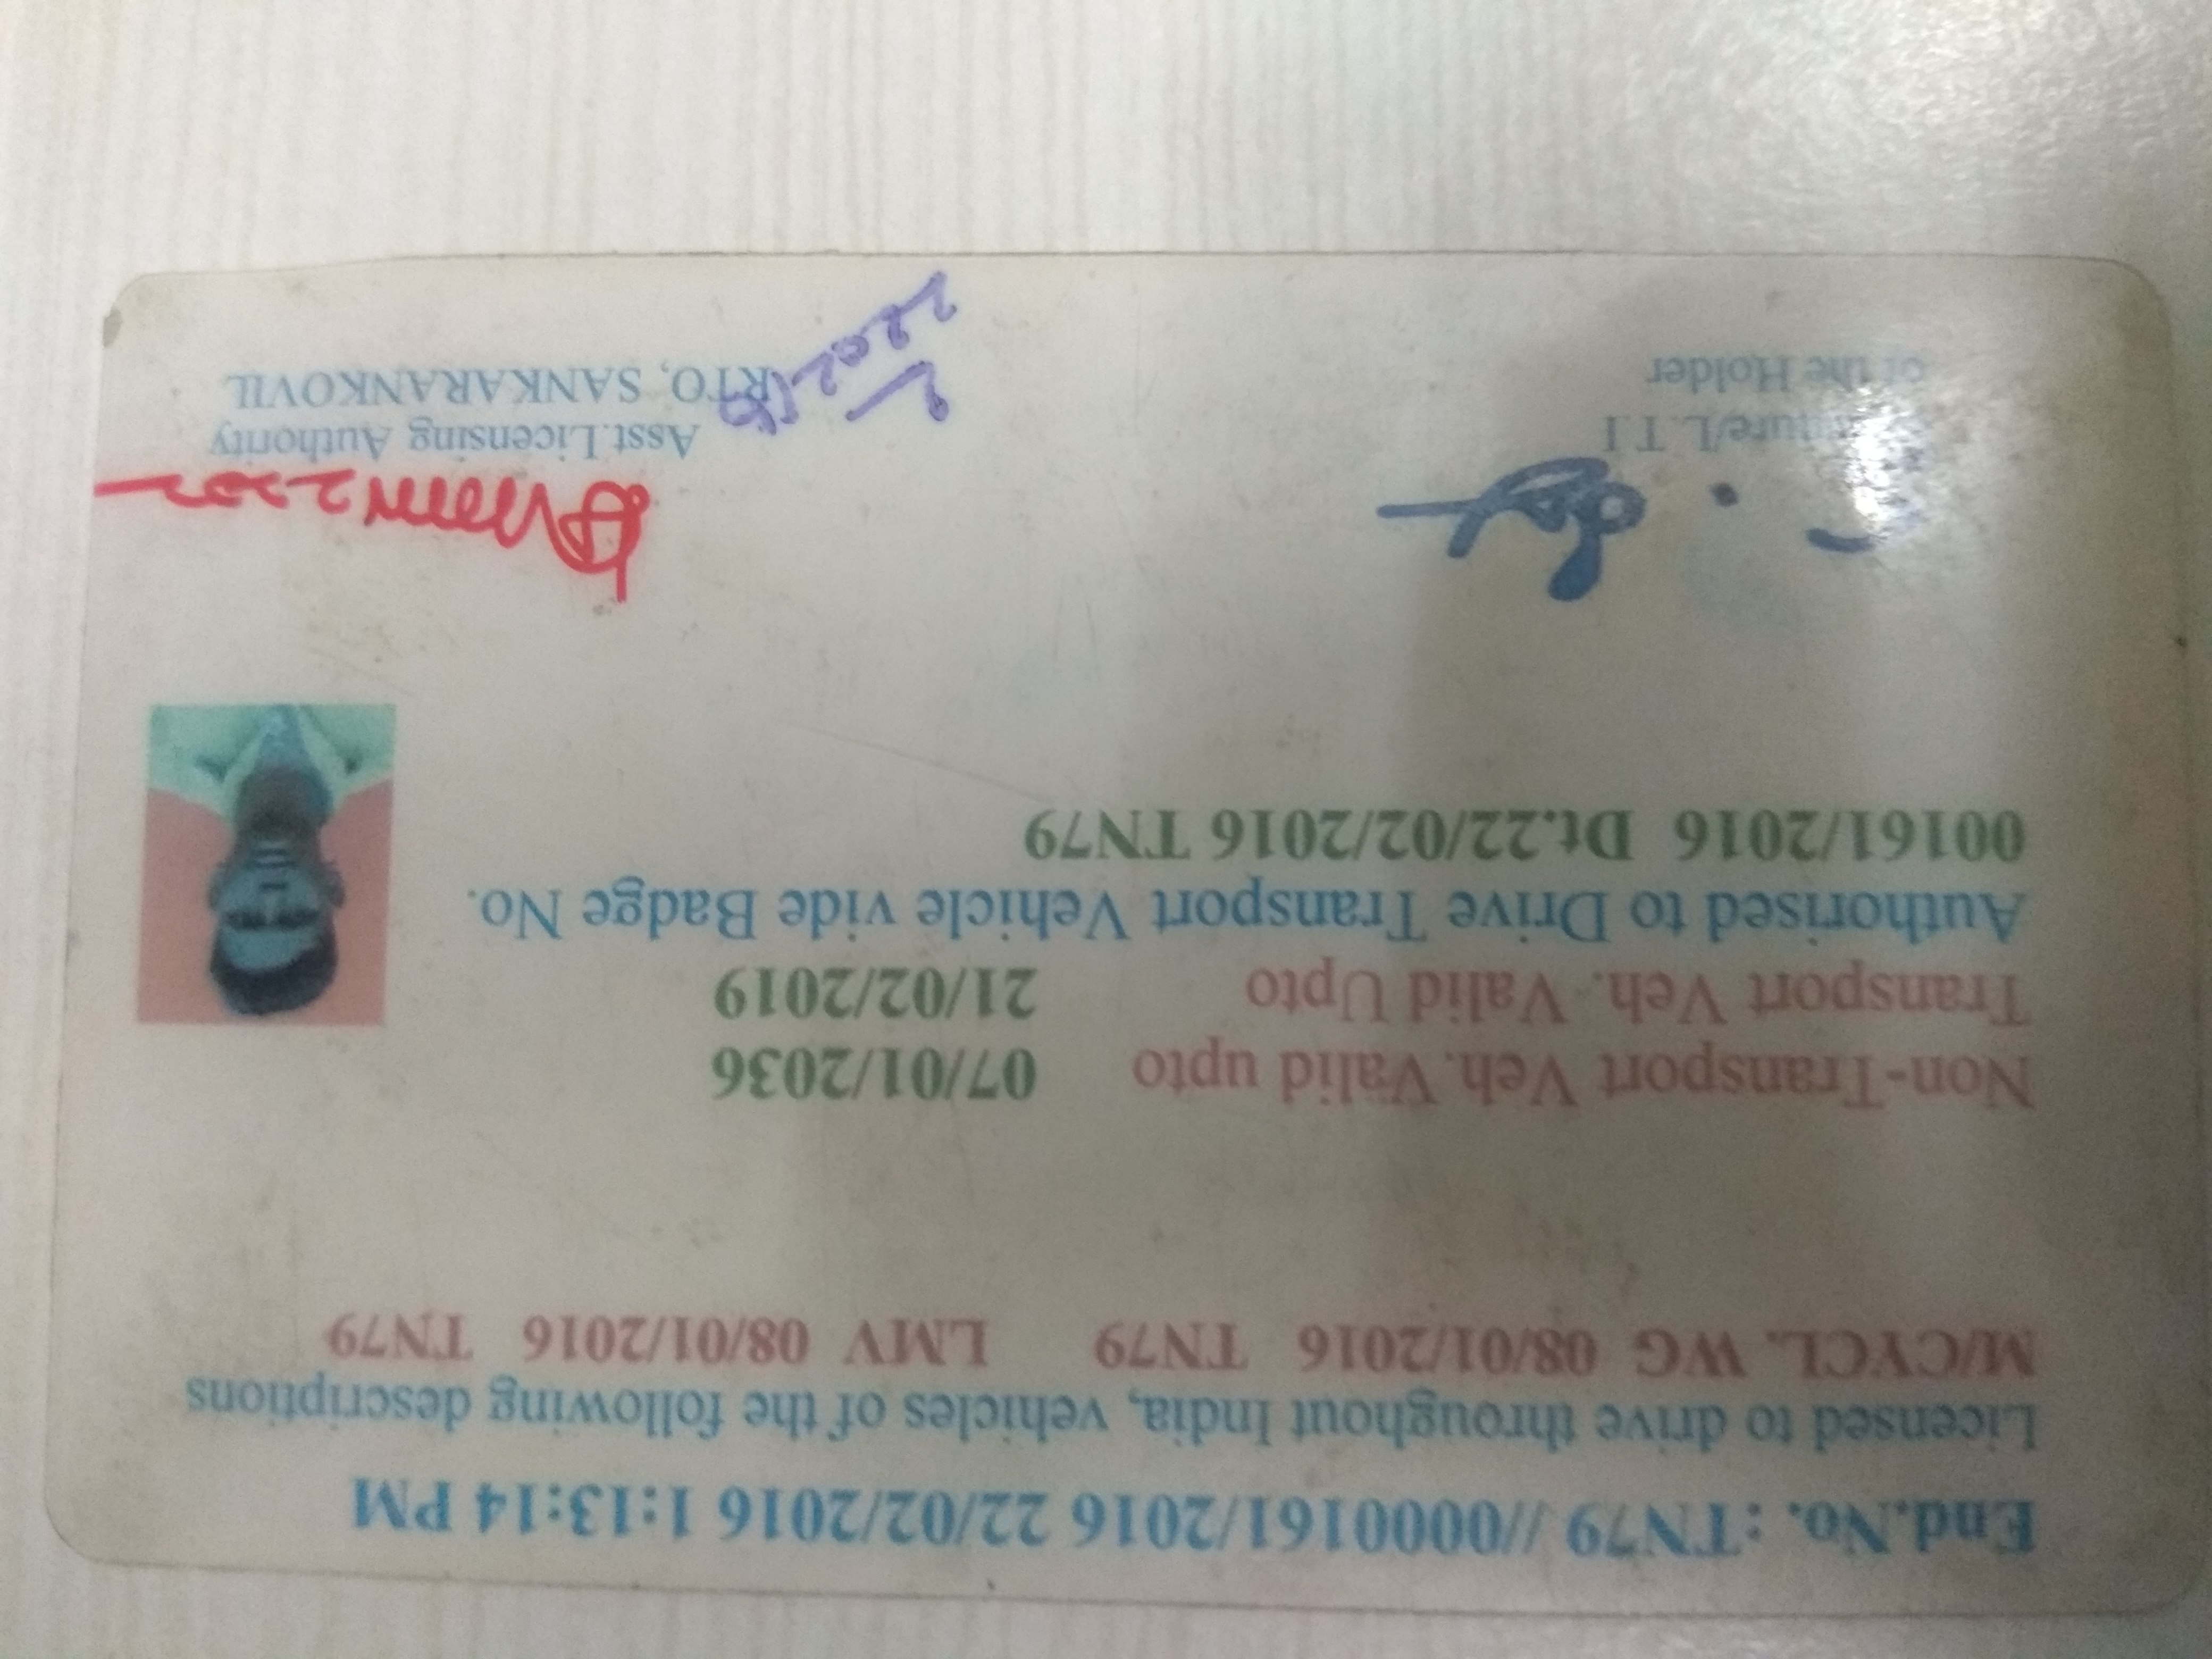 End.No. : TN79 //0000161/2016 22/02/2016 1:13:14 PM
Licensed to drive throughout India, vehicles of the following descriptions
M/CYCL. WG 08/01/2016 TN79 LMV 08/01/2016 TN79
Non-Transport Veh.Valid upto 07/01/2036
Transport Veh. Valid Upto 21/02/2019
Authorised to Drive Transport Vehicle vide Badge No.
00161/2016 Dt.22/02/2016 TN79
/L.T.I
of the Holder
Asst.Licensing Authority
RTO, SANKARANKOVIL